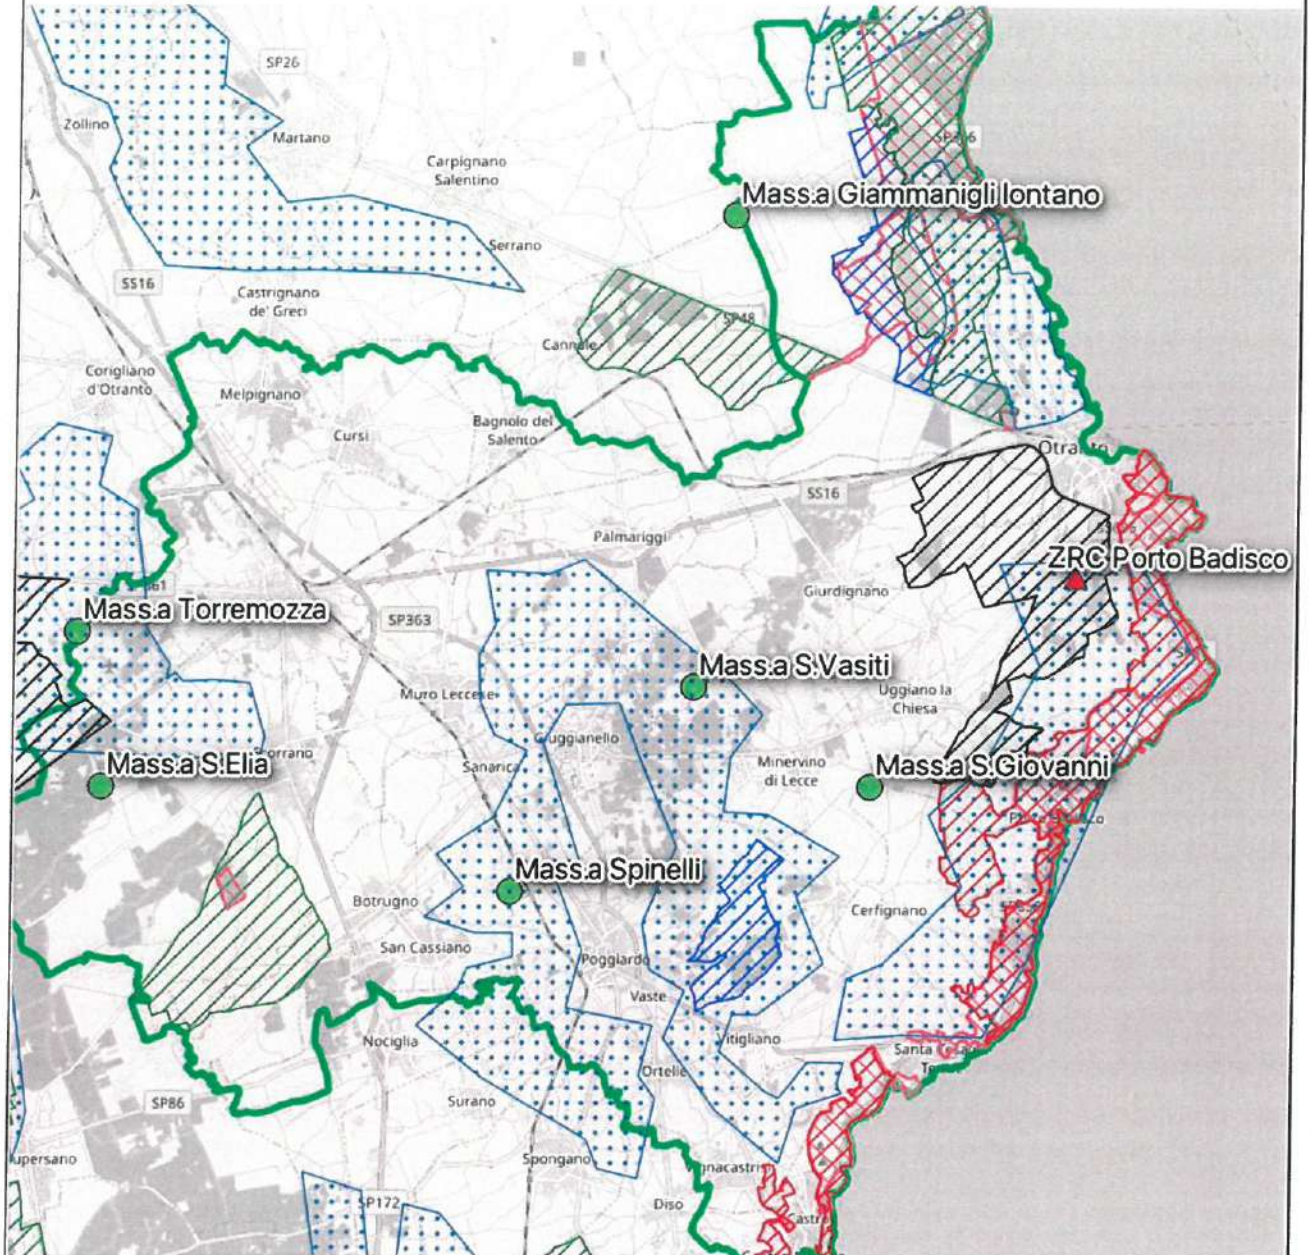 SP26
Zollino
Martano
Carpignano
Salentino
Mass.a Giammanigli lontano
Serrano
SS16
Castrignano
de' Greci
SP48
Corigliano
d'Otranto
Melpignano
Cursi
Bagnolo del
Salento
SS16
Palmariggi
ZRC Porto Badisco
Giurdignano
Mass.a Torremozza
SP363
Mass.a S.Vasiti
Muro Leccese
Uggiano la
Chiesa
Giuggianello
Sanarica
Minervino
di Lecce
Mass.a S.Elia
Mass.a S.Giovanni
Mass.a Spinelli
Botrugno
Cerfignano
San Cassiano
Poggiardo
Vaste
Nociglia
Vitigliano
Santa
Ortelle
SP86
Surano
Spongano
SP172
Diso